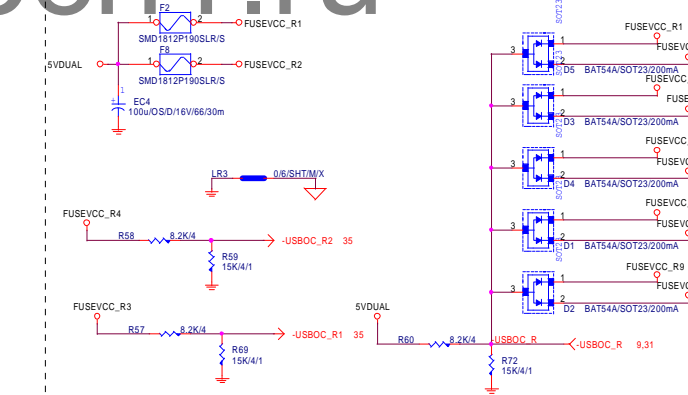 F2
1 2
FUSEVCC_R1
SMD1812P190SLR/S
F8
5VDUAL
1 2
FUSEVCC_R2
SMD1812P190SLR/S
1
+
EC4
100u/OS/D/16V/66/30m
LR3 0/6/SHT/M/X
FUSEVCC_R4
R58 8.2K/4
-USBOC_R2 35
R59
15K/4/1
FUSEVCC_R3
R57 8.2K/4
-USBOC_R1 35
R69
15K/4/1
5VDUAL
R60 8.2K/4
-USBOC_R
-USBOC_R 9,31
R72
15K/4/1
SOT23
FUSEVCC_R1
3 1
2
D5 BAT54A/SOT23/200mA
SOT23
3 1
2
D3 BAT54A/SOT23/200mA
SOT23
3 1
2
D4 BAT54A/SOT23/200mA
3 1
2
D1 BAT54A/SOT23/200mA
SOT23
FUSEVCC_R9
3 1
2
D2 BAT54A/SOT23/200mA